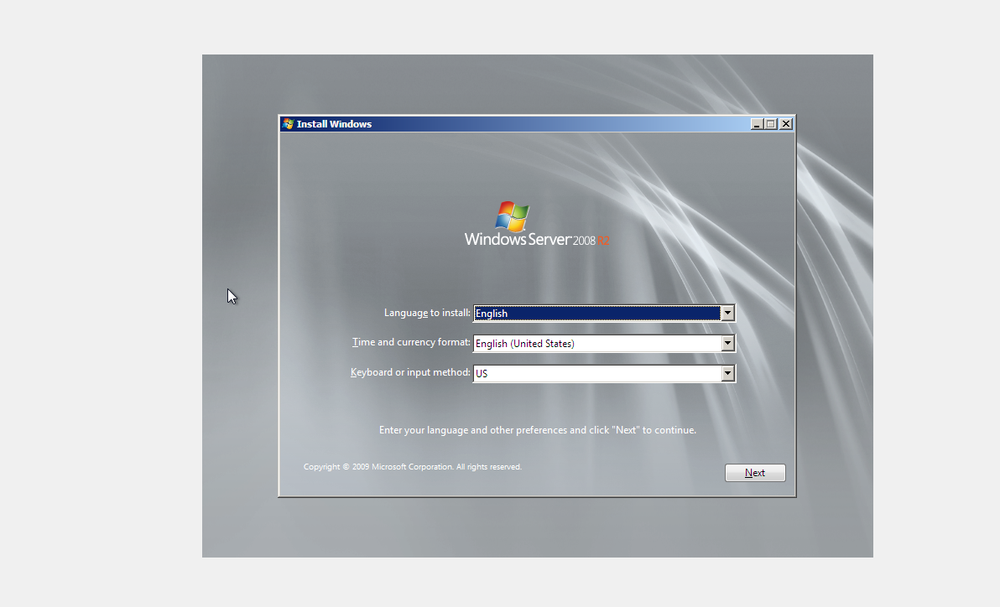 Install Windows
Windows Server 2008 R2
Language to install: English
Time and currency format: English (United States)
Keyboard or input method: US
Enter your language and other preferences and click "Next" to continue.
Copyright © 2009 Microsoft Corporation. All rights reserved.
Next